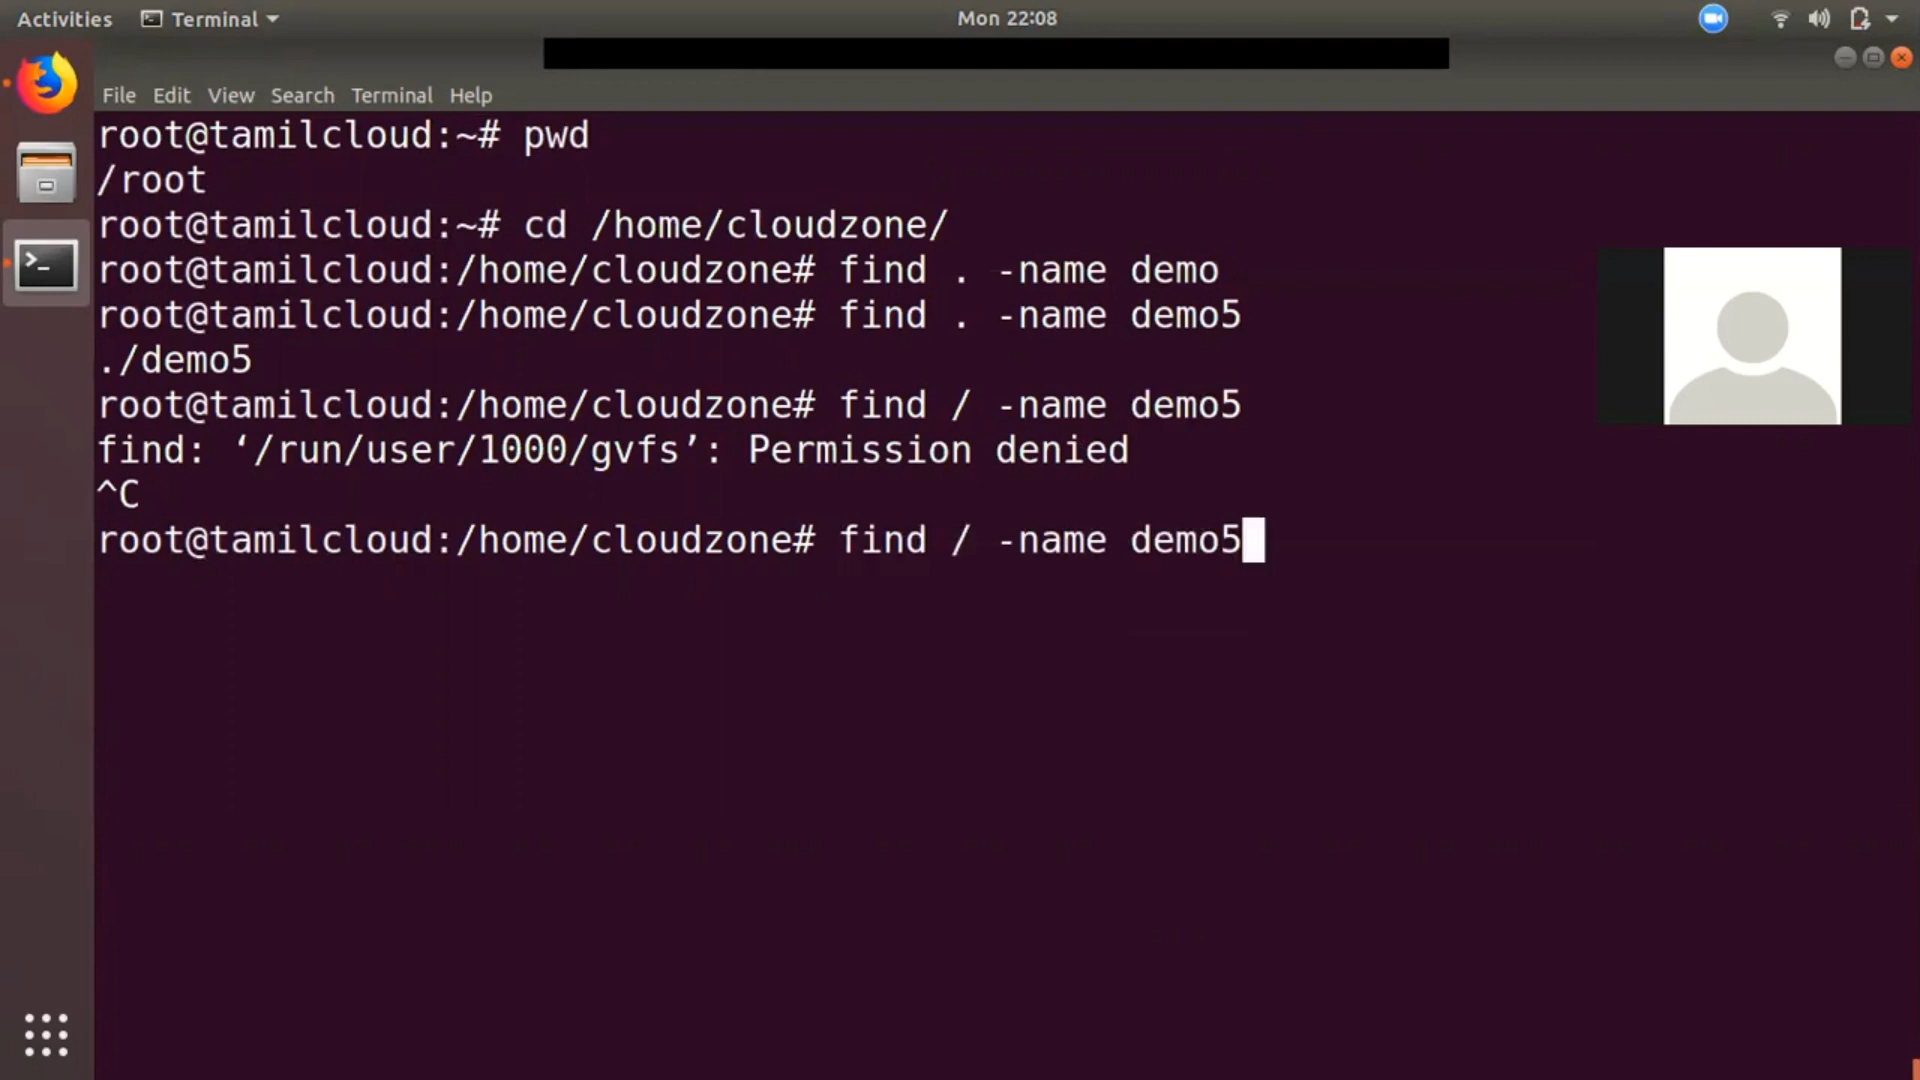 Activities Terminal Mon 22:08
File Edit View Search Terminal Help
root@tamilcloud:~# pwd
/root
root@tamilcloud:~# cd /home/cloudzone/
root@tamilcloud:/home/cloudzone# find . -name demo
root@tamilcloud:/home/cloudzone# find . -name demo5
./demo5
root@tamilcloud:/home/cloudzone# find / -name demo5
find: ‘/run/user/1000/gvfs’: Permission denied
^C
root@tamilcloud:/home/cloudzone# find / -name demo5